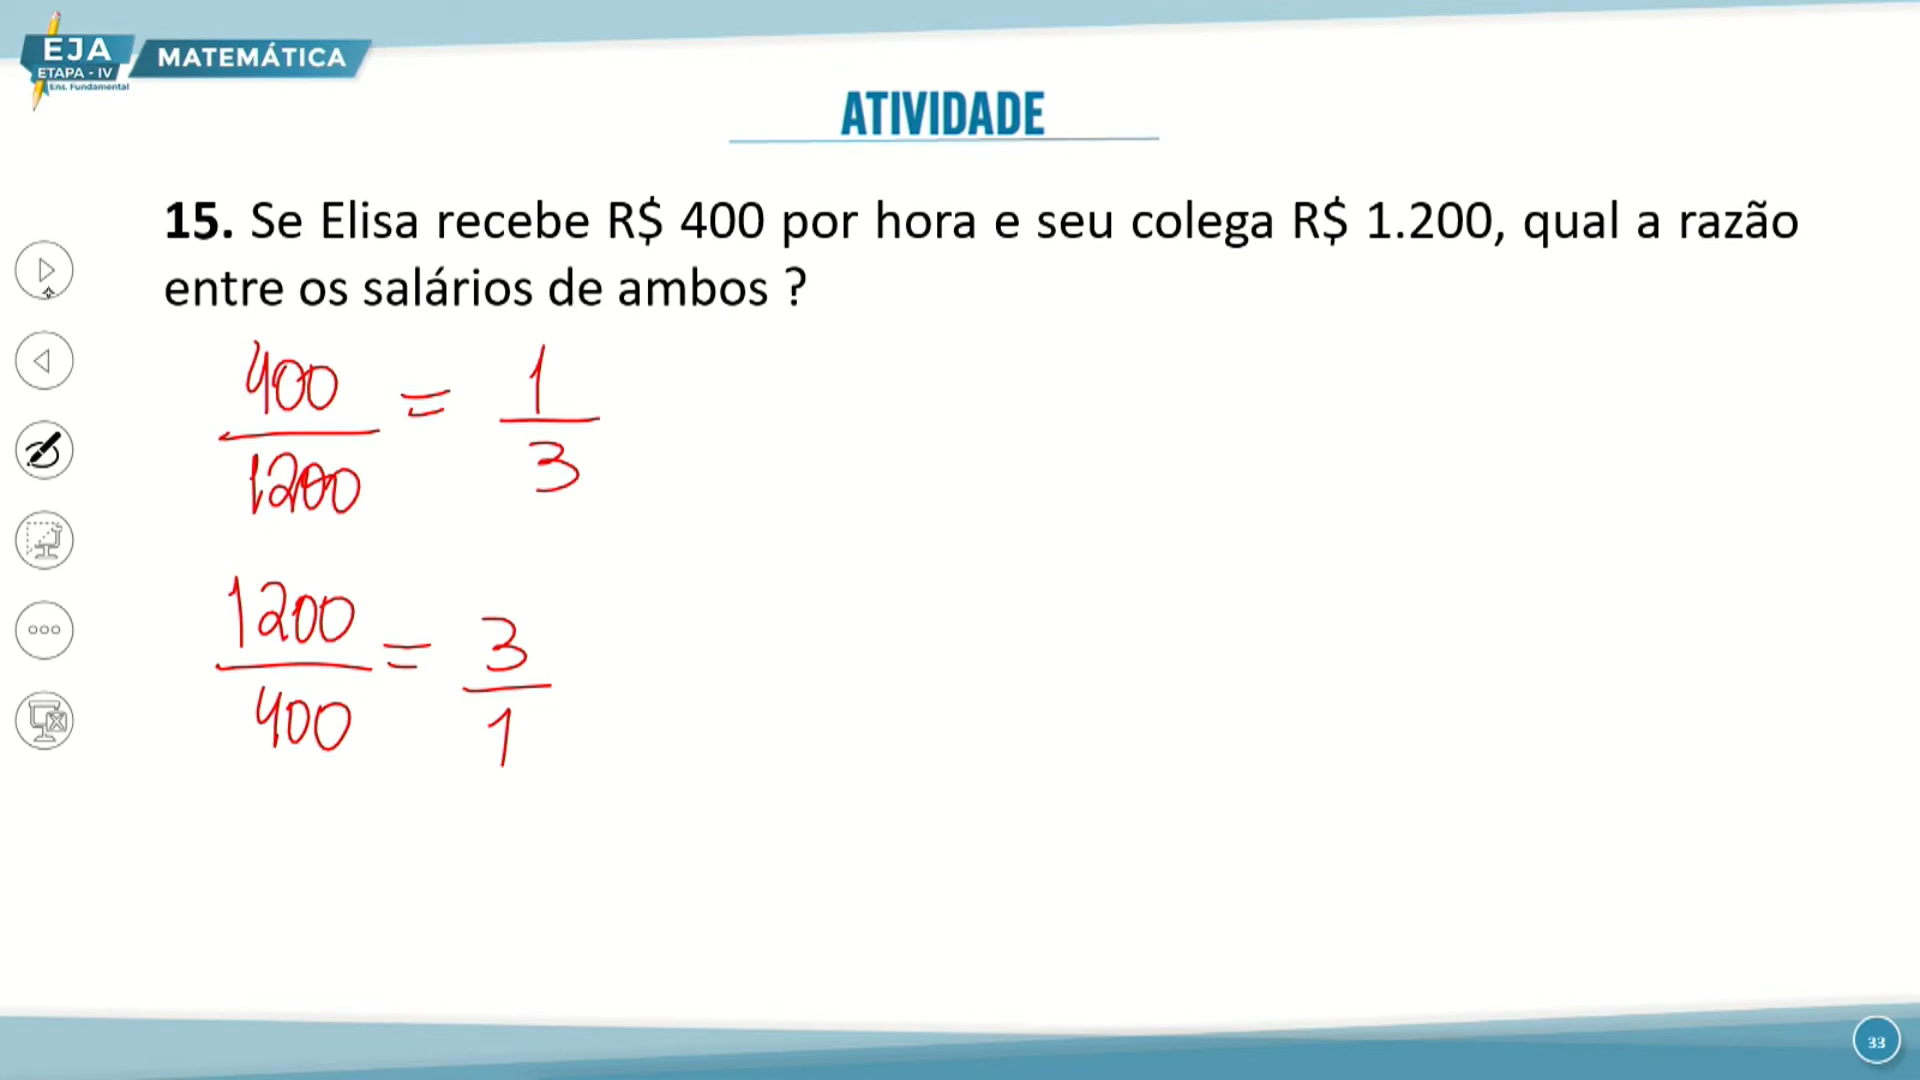 EJA
ETAPA - IV
Ens. Fundamental
MATEMÁTICA
ATIVIDADE
15. Se Elisa recebe R$ 400 por hora e seu colega R$ 1.200, qual a razão
entre os salários de ambos ?
400/1200 = 1/3
1200/400 = 3/1
33